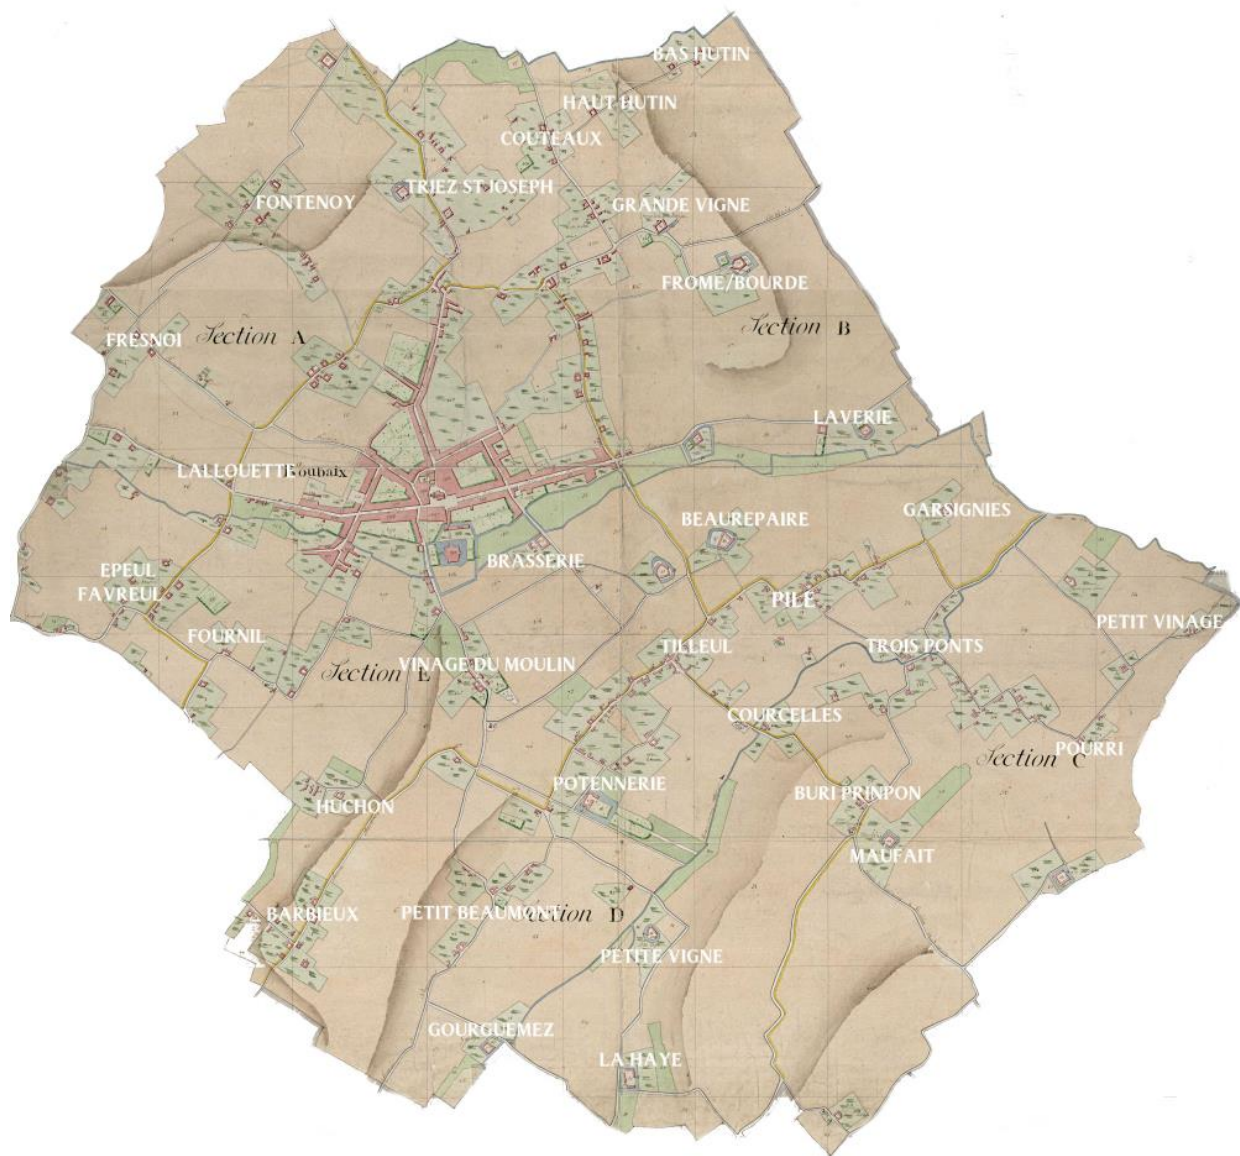 BAS HUTIN
HAUT HUTIN
COUTEAUX
TRIEZ ST JOSEPH
FONTENOY
GRANDE VIGNE
FROME/BOURDE
Section A
Section B
FRESNOI
LAVERIE
LALLOUETTE
Roubaix
GARSIGNIES
BEAUREPAIRE
BRASSERIE
EPEUL
FAVREUL
PILE
PETIT VINAGE
FOURNIL
TILLEUL
TROIS PONTS
VINAGE DU MOULIN
Section E
COURCELLES
POURRI
Section C
POTENNERIE
BURI PRINPON
HUCHON
MAUFAIT
BARBIEUX
PETIT BEAUMONT
Section D
PETITE VIGNE
GOURGUEMEZ
LA HAYE